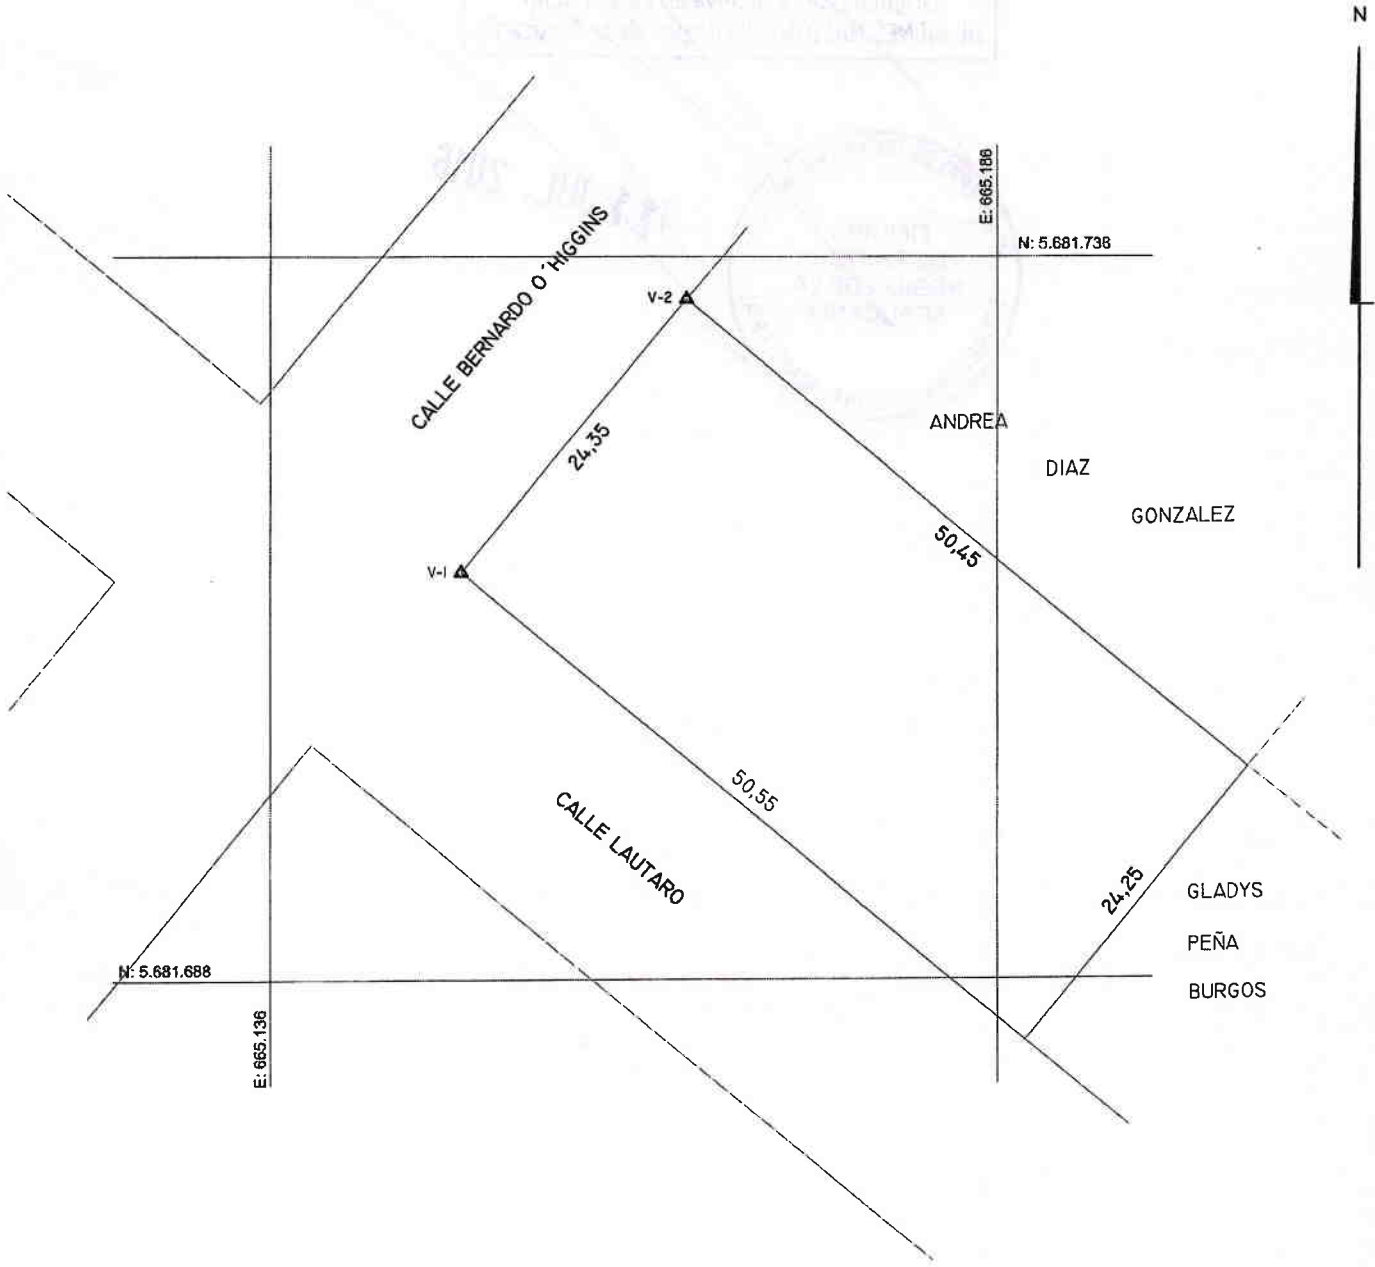 N
E: 665.186
N: 5.681.738
CALLE BERNARDO O´HIGGINS
V-2
24,35
ANDREA
DIAZ
GONZALEZ
50,45
V-1
50,55
CALLE LAUTARO
24,25
GLADYS
PEÑA
BURGOS
N: 5.681.688
E: 665.136